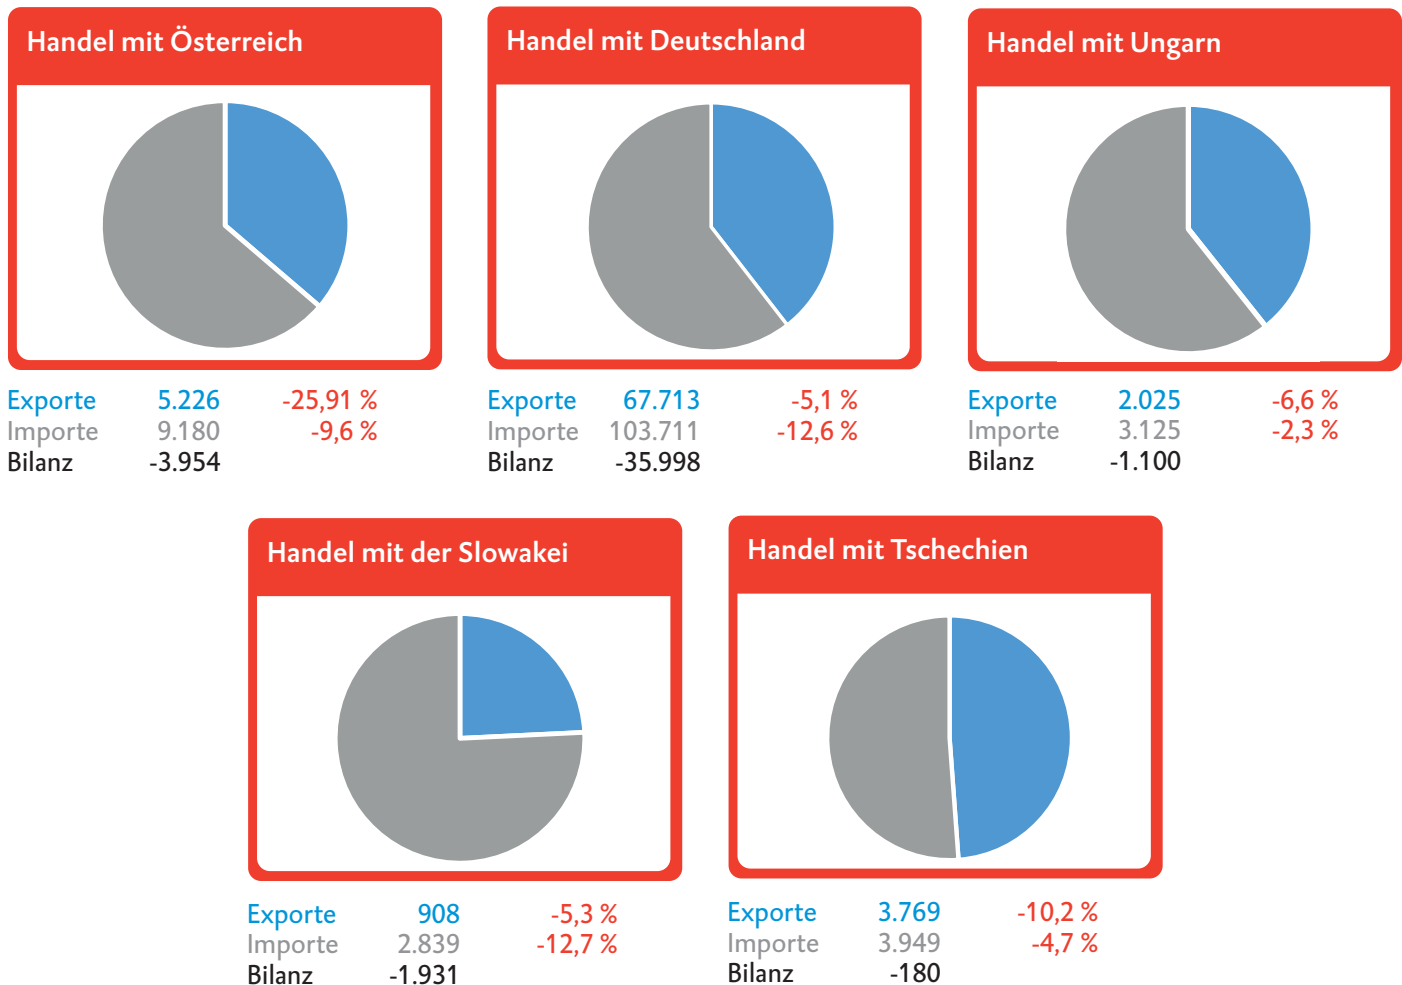 Handel mit Österreich
Exporte 5.226 -25,91 %
Importe 9.180 -9,6 %
Bilanz -3.954
Handel mit Deutschland
Exporte 67.713 -5,1 %
Importe 103.711 -12,6 %
Bilanz -35.998
Handel mit Ungarn
Exporte 2.025 -6,6 %
Importe 3.125 -2,3 %
Bilanz -1.100
Handel mit der Slowakei
Exporte 908 -5,3 %
Importe 2.839 -12,7 %
Bilanz -1.931
Handel mit Tschechien
Exporte 3.769 -10,2 %
Importe 3.949 -4,7 %
Bilanz -180